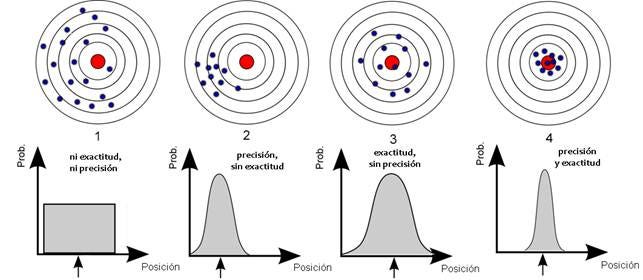 1
2
3
4
Prob.
ni exactitud,
ni precisión
Posición
Prob.
precisión,
sin exactitud
Posición
Prob.
exactitud,
sin precisión
Posición
Prob.
precisión
y exactitud
Posición